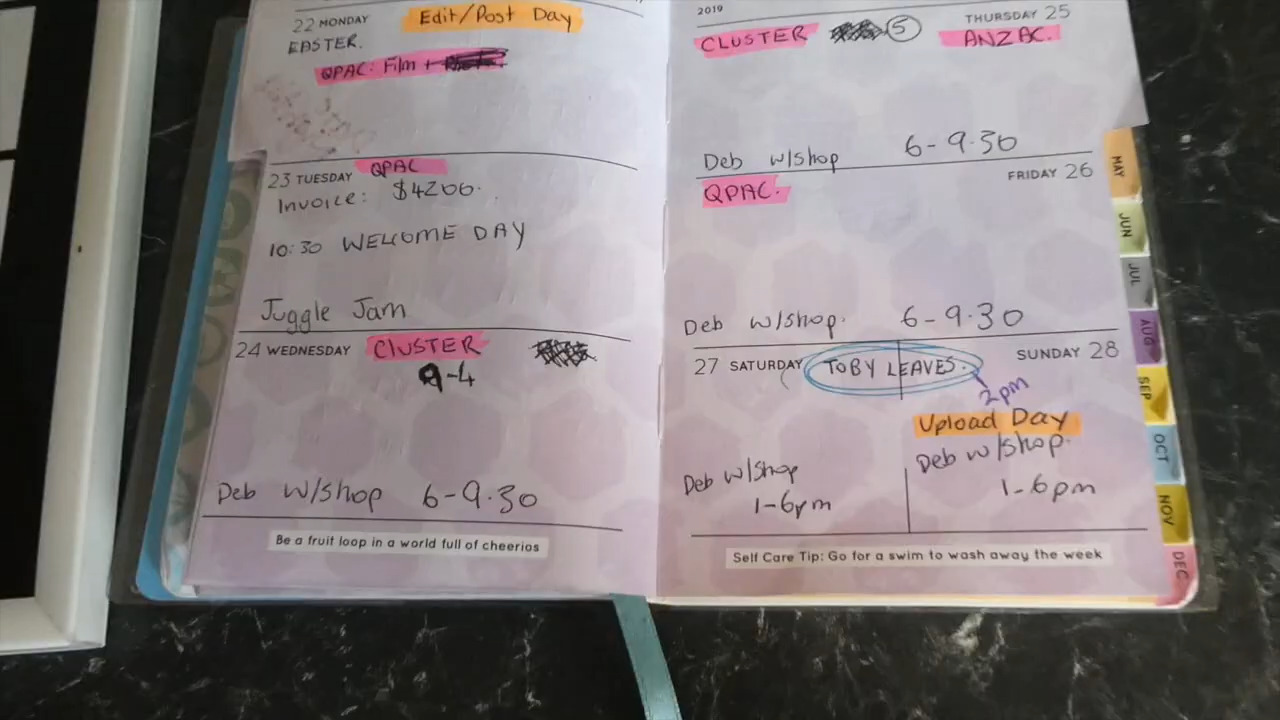 22 MONDAY
Edit/Post Day
EASTER.
QPAC: Film +
23 TUESDAY QPAC
Invoice: $4200.
10:30 WELCOME DAY
Juggle Jam
24 WEDNESDAY CLUSTER
9-4
Deb w/shop 6-9.30
Be a fruit loop in a world full of cheerios
2019
THURSDAY 25
CLUSTER 5 ANZAC.
Deb w/shop 6-9.30
FRIDAY 26
QPAC.
Deb w/shop. 6-9.30
27 SATURDAY TOBY LEAVES. SUNDAY 28
2pm
Upload Day
Deb w/shop.
1-6pm
Deb w/shop
1-6pm
Self Care Tip: Go for a swim to wash away the week
MAY
JUN
JUL
AUG
SEP
OCT
NOV
DEC